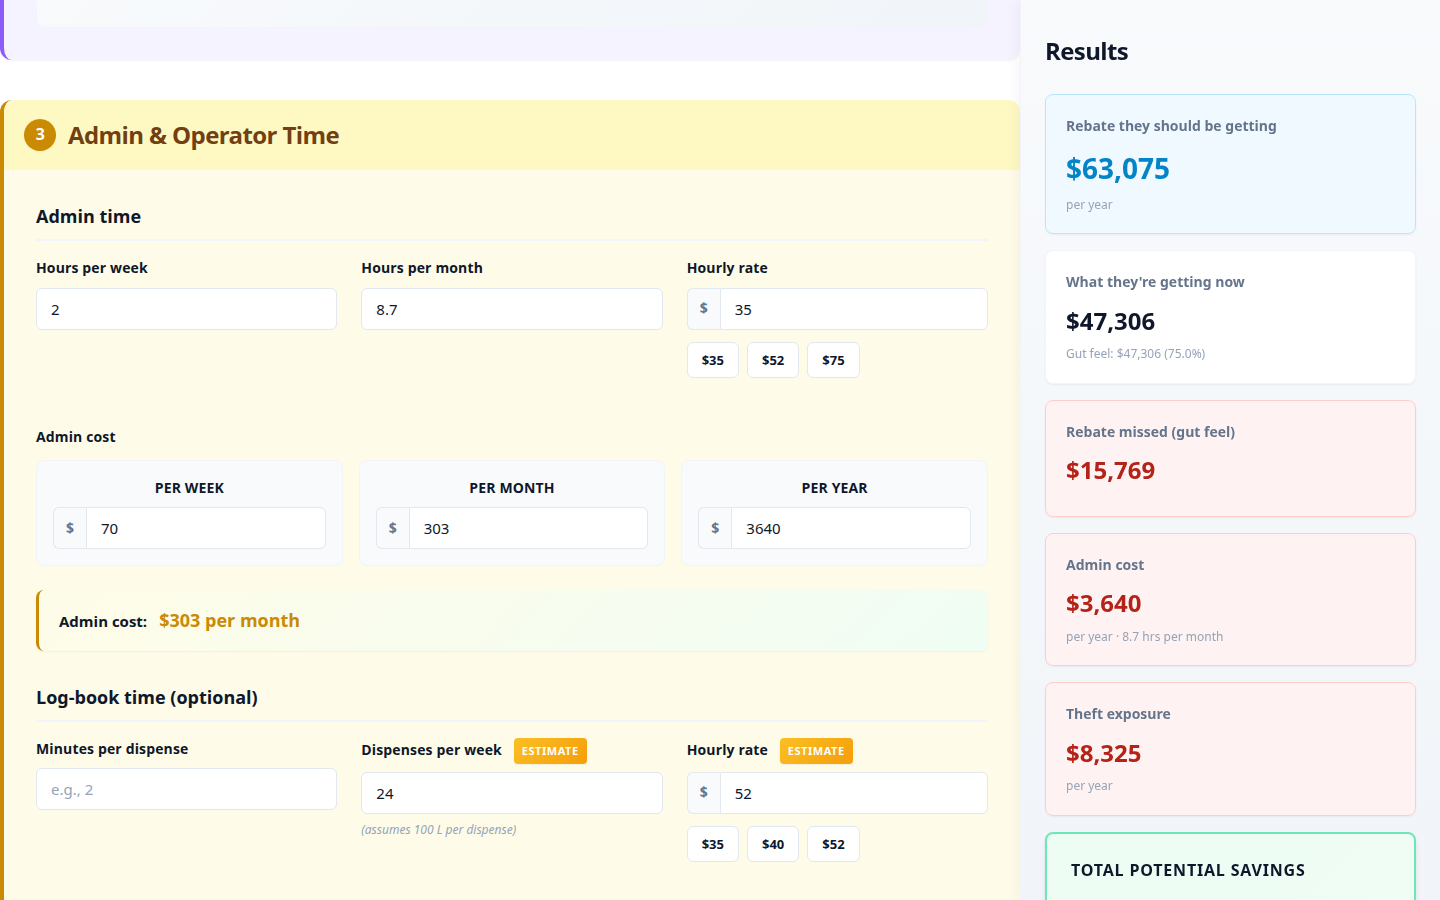 3 Admin & Operator Time
Admin time
Hours per week
2
Hours per month
8.7
Hourly rate
$ 35
$35 $52 $75
Admin cost
PER WEEK
$ 70
PER MONTH
$ 303
PER YEAR
$ 3640
Admin cost: $303 per month
Log-book time (optional)
Minutes per dispense
e.g., 2
Dispenses per week ESTIMATE
24
(assumes 100 L per dispense)
Hourly rate ESTIMATE
$ 52
$35 $40 $52
Results
Rebate they should be getting
$63,075
per year
What they're getting now
$47,306
Gut feel: $47,306 (75.0%)
Rebate missed (gut feel)
$15,769
Admin cost
$3,640
per year · 8.7 hrs per month
Theft exposure
$8,325
per year
TOTAL POTENTIAL SAVINGS